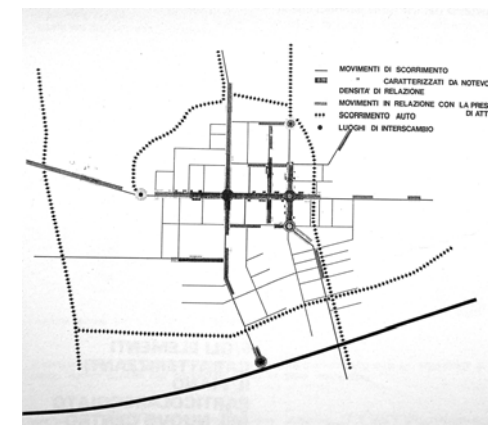 MOVIMENTI DI SCORRIMENTO
" CARATTERIZZATI DA NOTEVO
DENSITA' DI RELAZIONE
MOVIMENTI IN RELAZIONE CON LA PRES
SCORRIMENTO AUTO DI ATT
LUOGHI DI INTERSCAMBIO